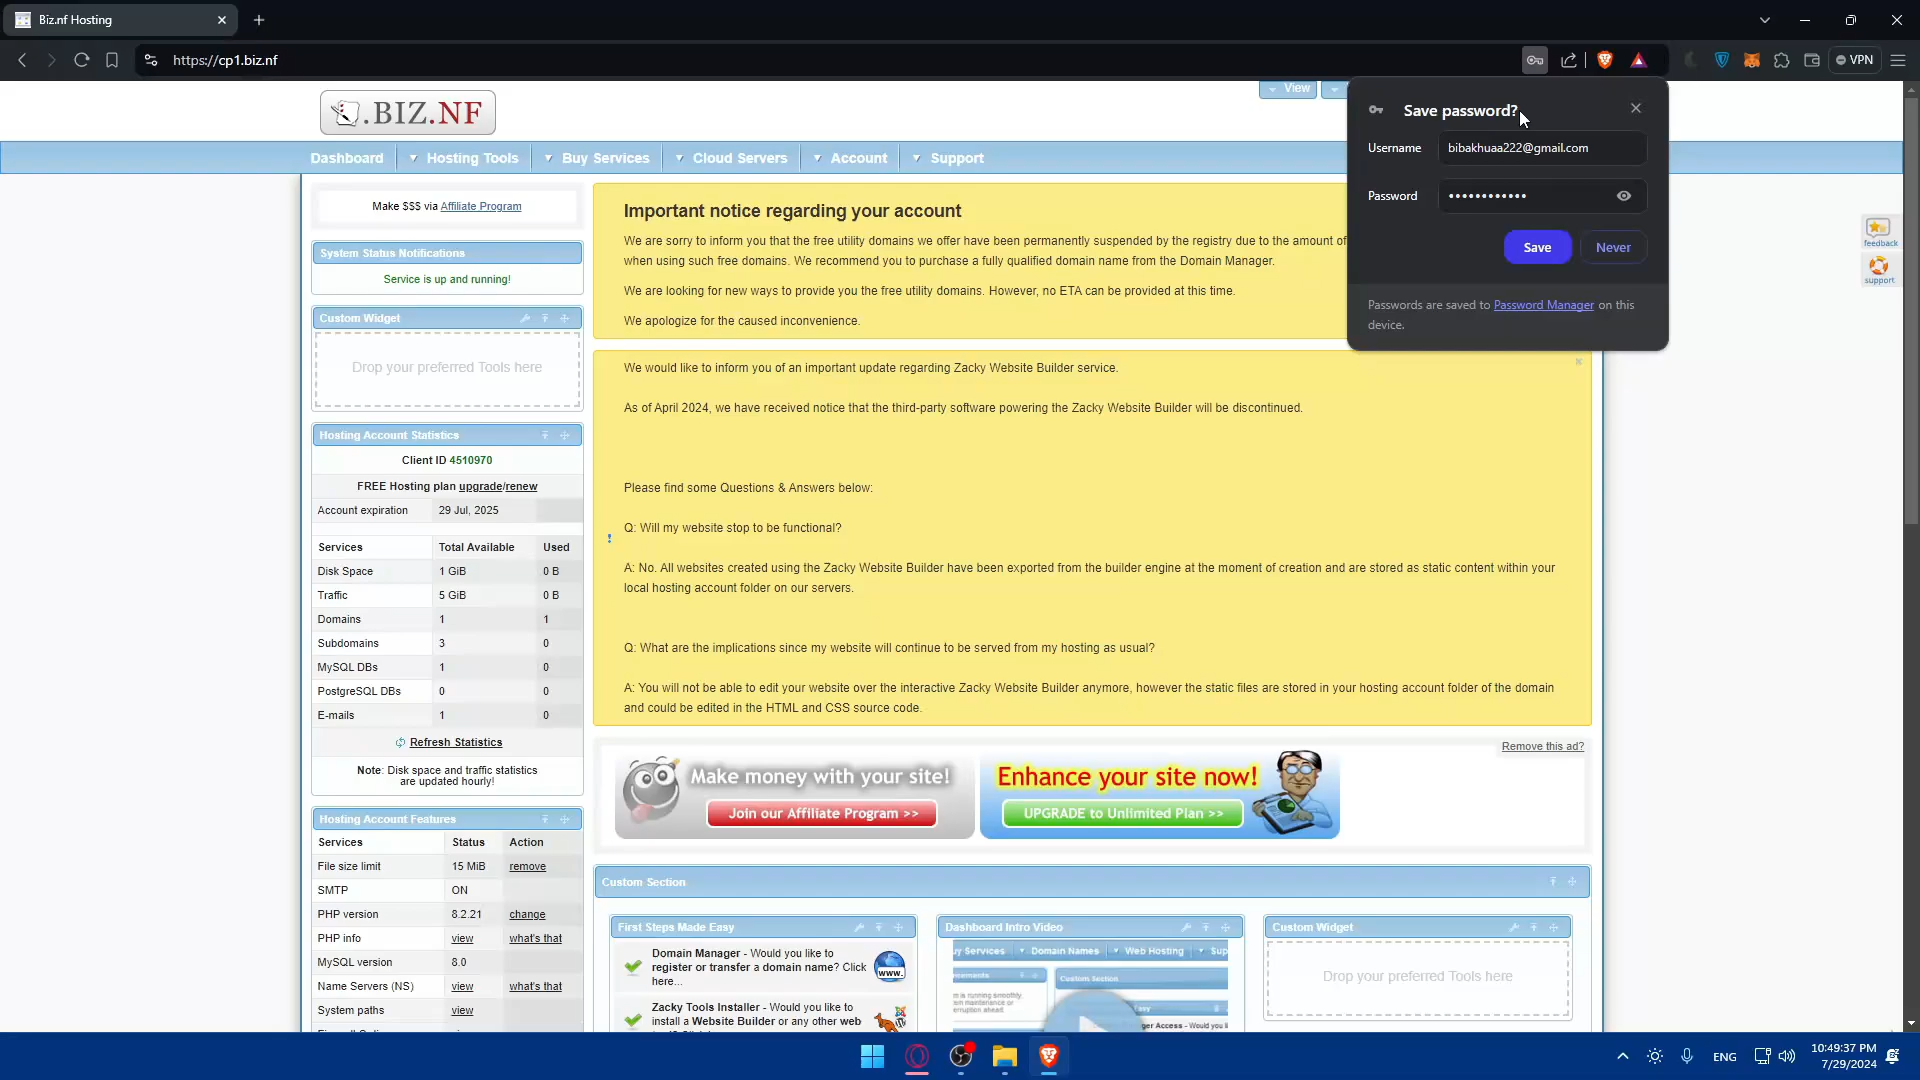 Biz.nf Hosting
https://cp1.biz.nf
VPN
.BIZ.NF
View
Dashboard
Hosting Tools
Buy Services
Cloud Servers
Account
Support
Save password?
Username
bibakhuaa222@gmail.com
Password
••••••••••••
Save
Never
Passwords are saved to Password Manager on this
device.
feedback
support
Make $$$ via Affiliate Program
System Status Notifications
Service is up and running!
Custom Widget
Drop your preferred Tools here
Hosting Account Statistics
Client ID 4510970
FREE Hosting plan upgrade/renew
Account expiration 29 Jul, 2025
Services Total Available Used
Disk Space 1 GiB 0 B
Traffic 5 GiB 0 B
Domains 1 1
Subdomains 3 0
MySQL DBs 1 0
PostgreSQL DBs 0 0
E-mails 1 0
Refresh Statistics
Note: Disk space and traffic statistics
are updated hourly!
Hosting Account Features
Services Status Action
File size limit 15 MiB remove
SMTP ON
PHP version 8.2.21 change
PHP info view what's that
MySQL version 8.0
Name Servers (NS) view what's that
System paths view
Important notice regarding your account
We are sorry to inform you that the free utility domains we offer have been permanently suspended by the registry due to the amount of
when using such free domains. We recommend you to purchase a fully qualified domain name from the Domain Manager.
We are looking for new ways to provide you the free utility domains. However, no ETA can be provided at this time.
We apologize for the caused inconvenience.
We would like to inform you of an important update regarding Zacky Website Builder service.
As of April 2024, we have received notice that the third-party software powering the Zacky Website Builder will be discontinued.
Please find some Questions & Answers below:
Q: Will my website stop to be functional?
A: No. All websites created using the Zacky Website Builder have been exported from the builder engine at the moment of creation and are stored as static content within your
local hosting account folder on our servers.
Q: What are the implications since my website will continue to be served from my hosting as usual?
A: You will not be able to edit your website over the interactive Zacky Website Builder anymore, however the static files are stored in your hosting account folder of the domain
and could be edited in the HTML and CSS source code.
Remove this ad?
Make money with your site!
Join our Affiliate Program >>
Enhance your site now!
UPGRADE to Unlimited Plan >>
Custom Section
First Steps Made Easy
Domain Manager - Would you like to
register or transfer a domain name? Click
here...
www.
Zacky Tools Installer - Would you like to
install a Website Builder or any other web
Dashboard Intro Video
uy Services Domain Names Web Hosting Sup
Custom Section
Custom Widget
Drop your preferred Tools here
ENG
10:49:37 PM
7/29/2024